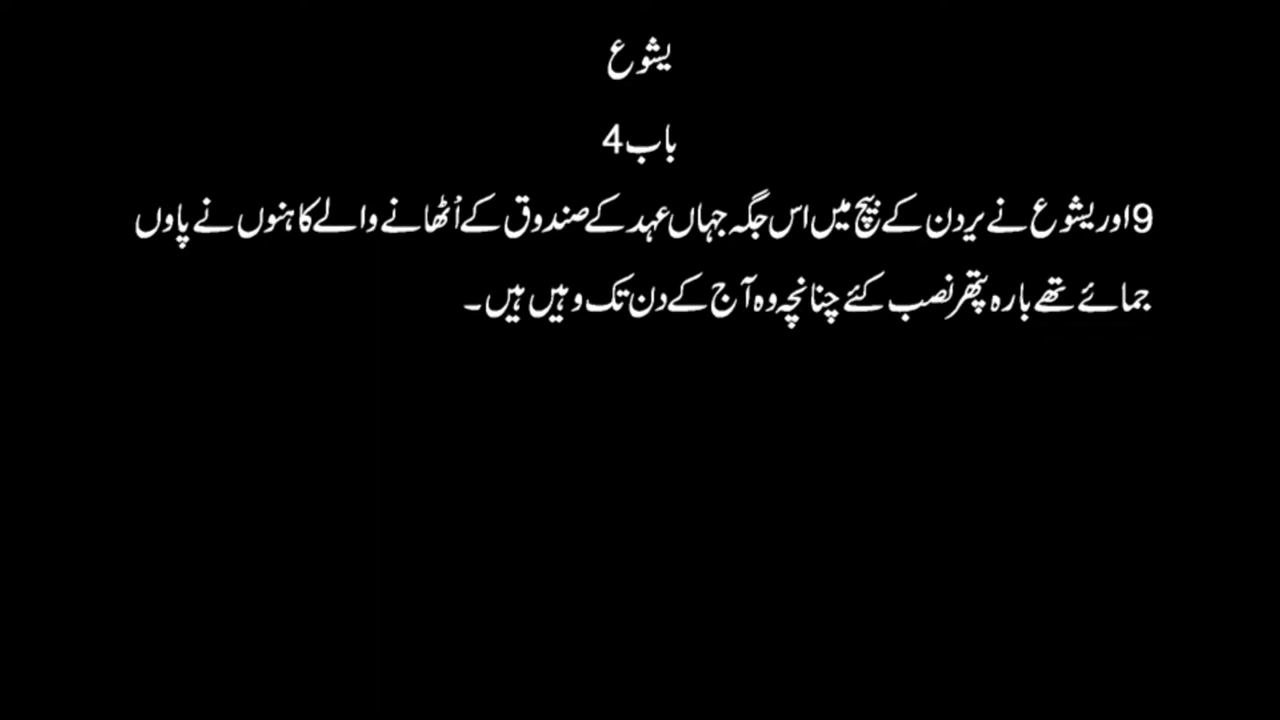 یشوع
باب 4
9 اور یشوع نے یردن کے بیچ میں اس جگہ جہاں عہد کے صندوق کے اُٹھانے والے کاہنوں نے پاوں
جمائے تھے بارہ پتھر نصب کئے چنانچہ وہ آج کے دن تک وہیں ہیں۔